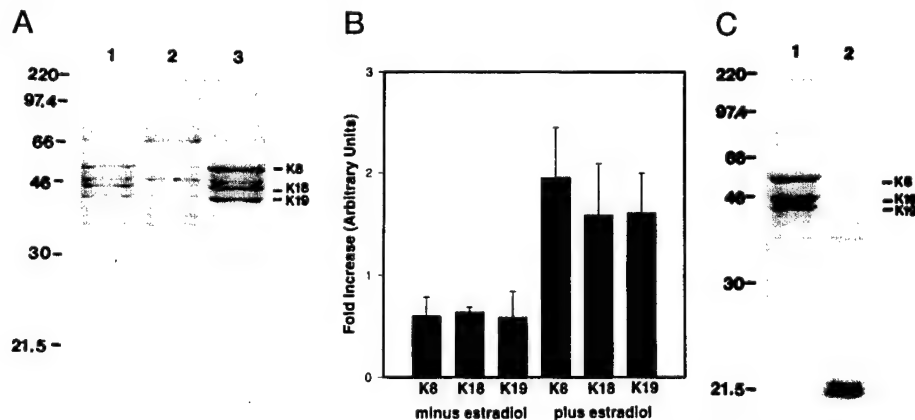 A
1 2 3
220-
97.4-
66-
46-
30-
21.5-
-K8
-K18
-K19
B
Fold Increase (Arbitrary Units)
3
2
1
0
K8 K18 K19 K8 K18 K19
minus estradiol plus estradiol
C
1 2
220-
97.4-
66-
46-
30-
21.5-
-K8
-K18
-K19